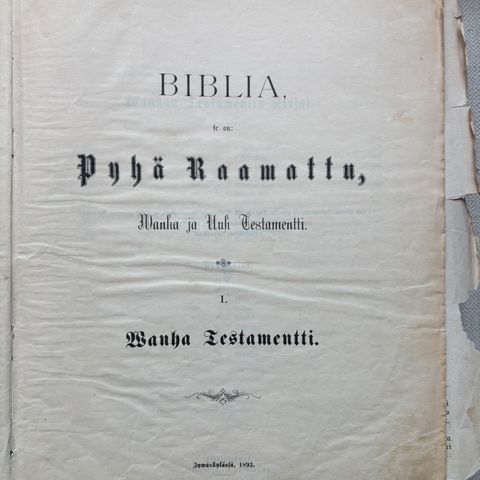 BIBLIA,
se on:
Pyhä Raamattu,
Wanha ja Uusi Testamentti.
I.
Wanha Testamentti.
Jywäskylässä, 1893.